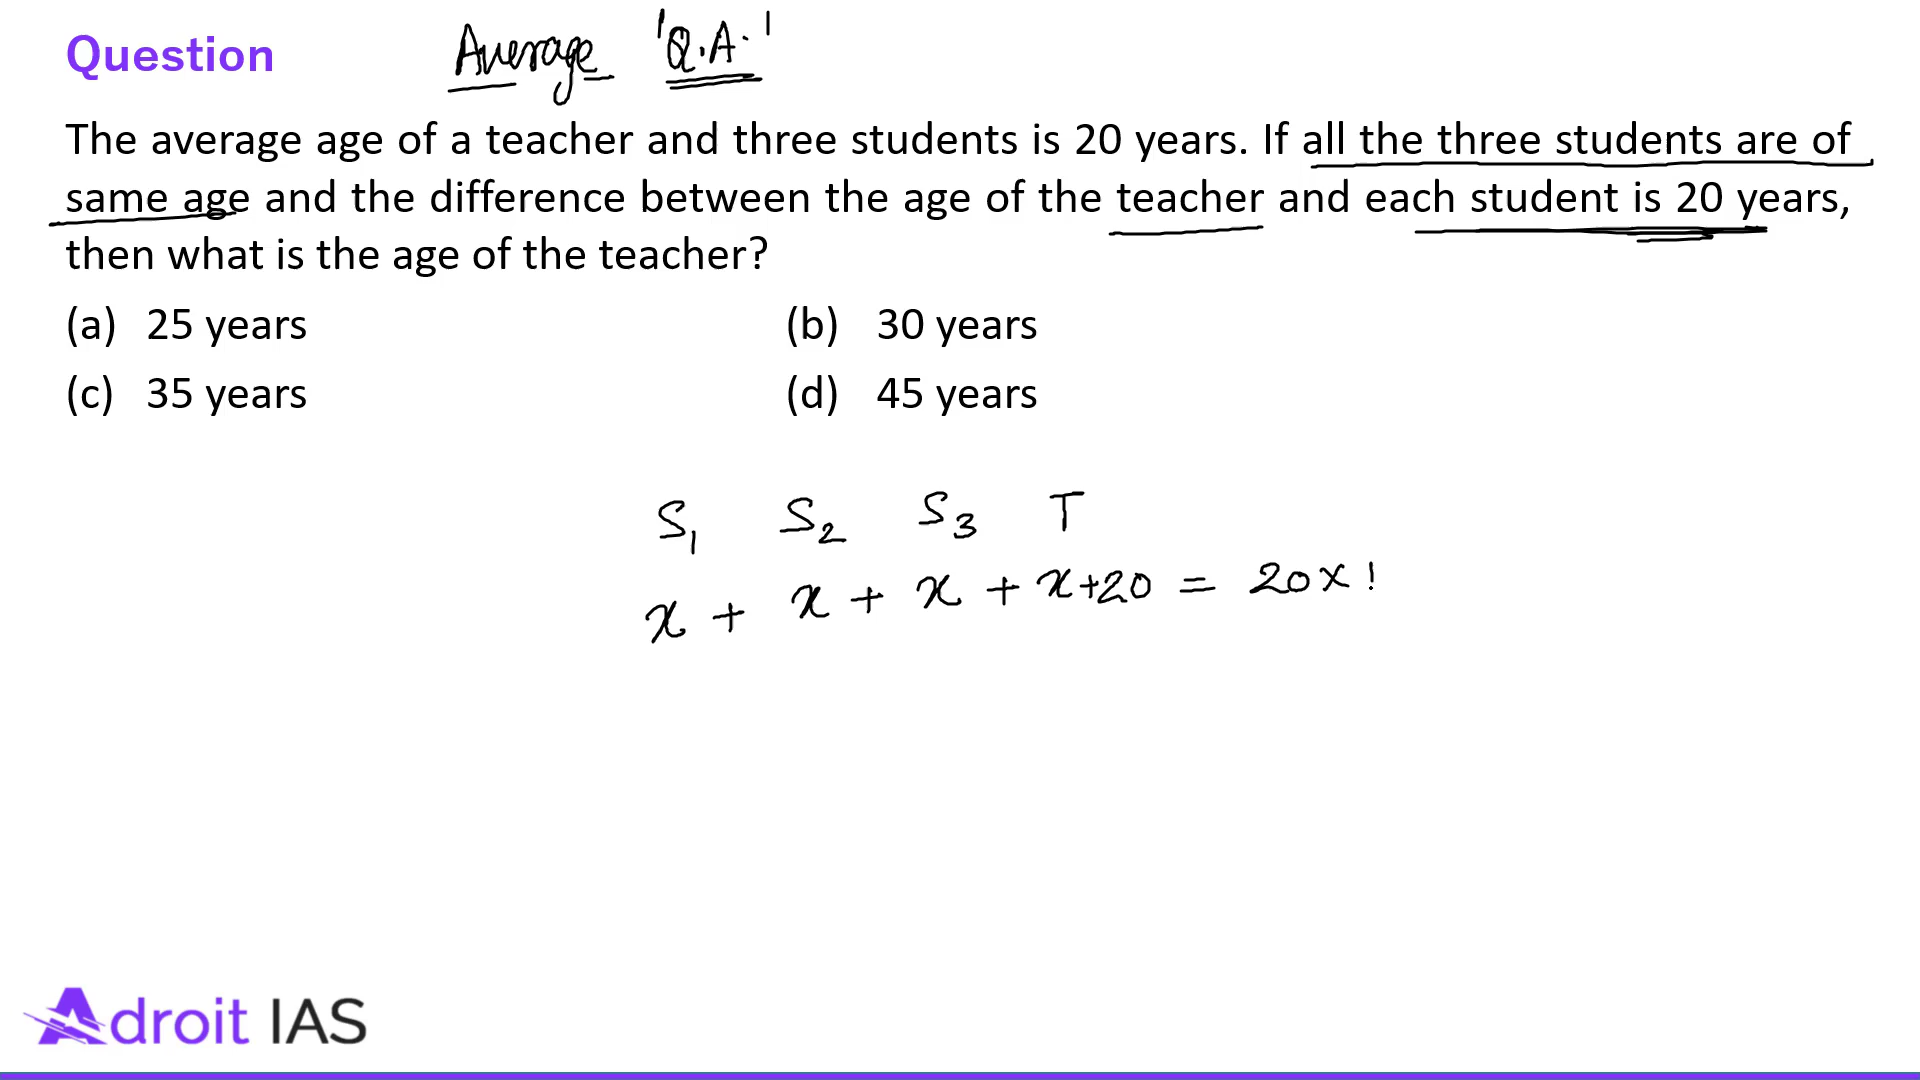 Question Average 'Q.A.'
The average age of a teacher and three students is 20 years. If all the three students are of
same age and the difference between the age of the teacher and each student is 20 years,
then what is the age of the teacher?
(a) 25 years (b) 30 years
(c) 35 years (d) 45 years
S₁ S₂ S₃ T
x + x + x + x+20 = 20×
Adroit IAS